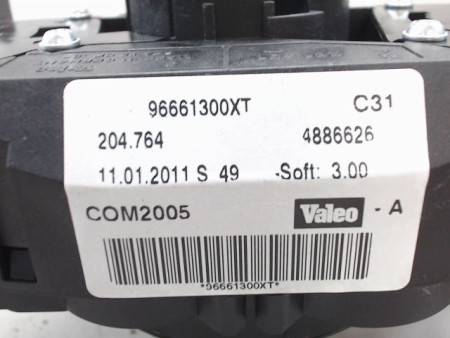 96661300XT C31
204.764 4886626
11.01.2011 S 49 -Soft: 3.00
COM2005 Valeo - A
*96661300XT*